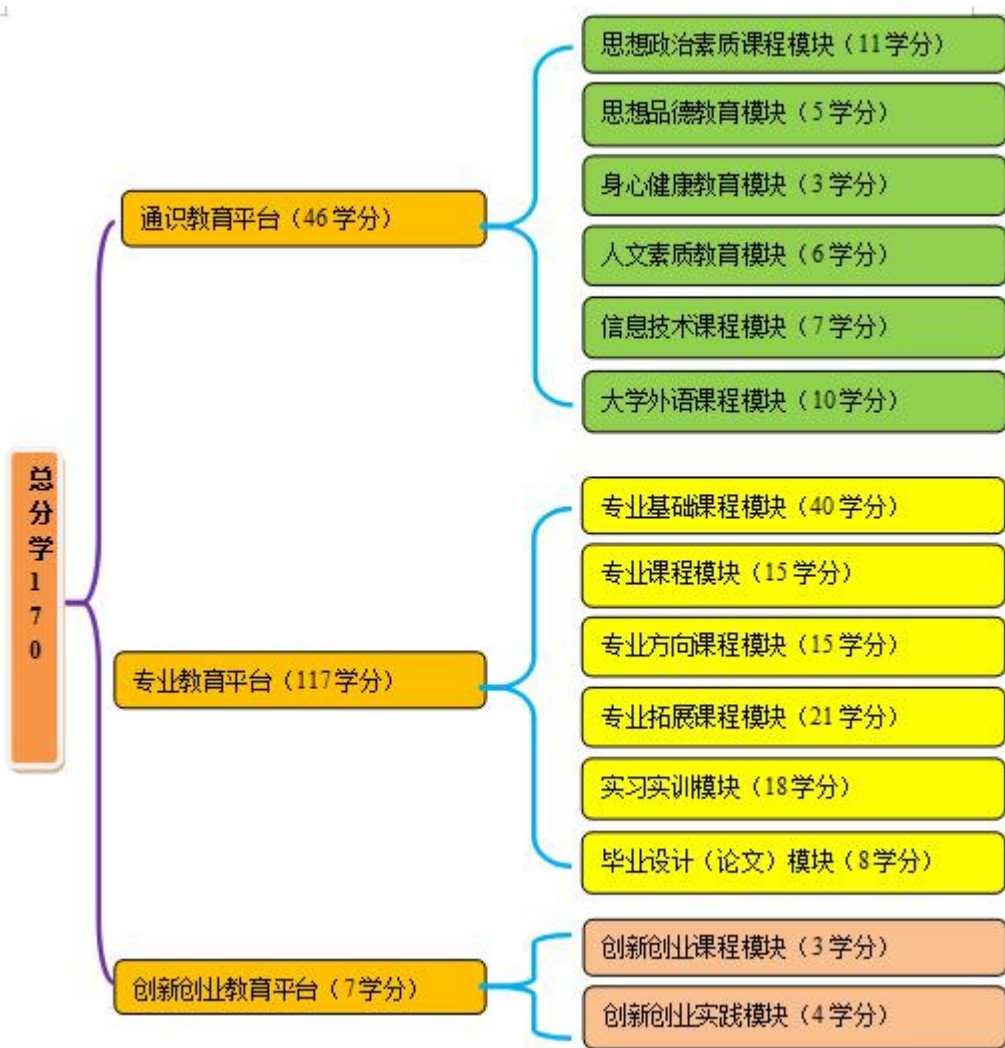 思想政治素质课程模块（11学分）
思想品德教育模块（5学分）
身心健康教育模块（3学分）
通识教育平台（46学分）
人文素质教育模块（6学分）
信息技术课程模块（7学分）
大学外语课程模块（10学分）
总
分
学
1
7
0
专业基础课程模块（40学分）
专业课程模块（15学分）
专业方向课程模块（15学分）
专业教育平台（117学分）
专业拓展课程模块（21学分）
实习实训模块（18学分）
毕业设计（论文）模块（8学分）
创新创业课程模块（3学分）
创新创业教育平台（7学分）
创新创业实践模块（4学分）